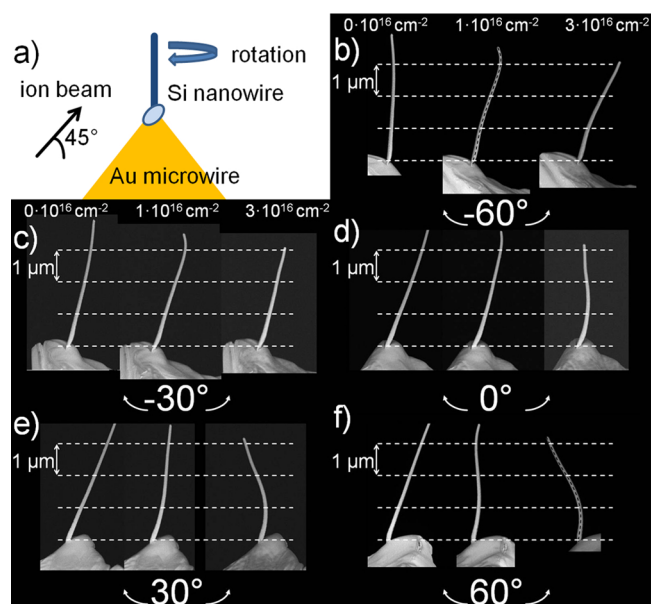 a)
rotation
ion beam
Si nanowire
45°
Au microwire
b)
0·10¹⁶ cm⁻² 1·10¹⁶ cm⁻² 3·10¹⁶ cm⁻²
1 µm
-60°
0·10¹⁶ cm⁻² 1·10¹⁶ cm⁻² 3·10¹⁶ cm⁻²
c)
1 µm
-30°
d)
1 µm
0°
e)
1 µm
30°
f)
1 µm
60°